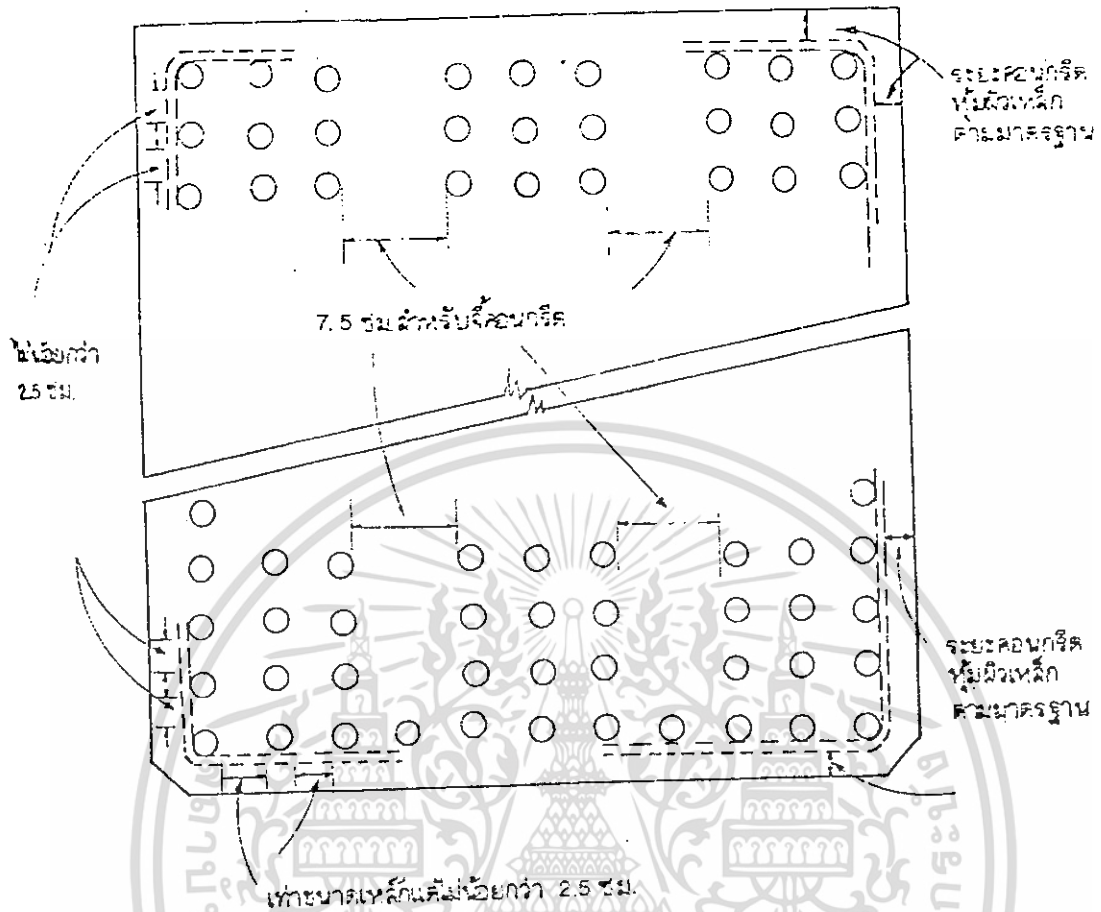 ระยะคอนกรีต
หุ้มผิวเหล็ก
ตามมาตรฐาน
7.5 ซม.สำหรับจี้คอนกรีต
ไม่น้อยกว่า
2.5 ซม.
ระยะคอนกรีต
หุ้มผิวเหล็ก
ตามมาตรฐาน
เท่าขนาดเหล็กแต่ไม่น้อยกว่า 2.5 ซม.